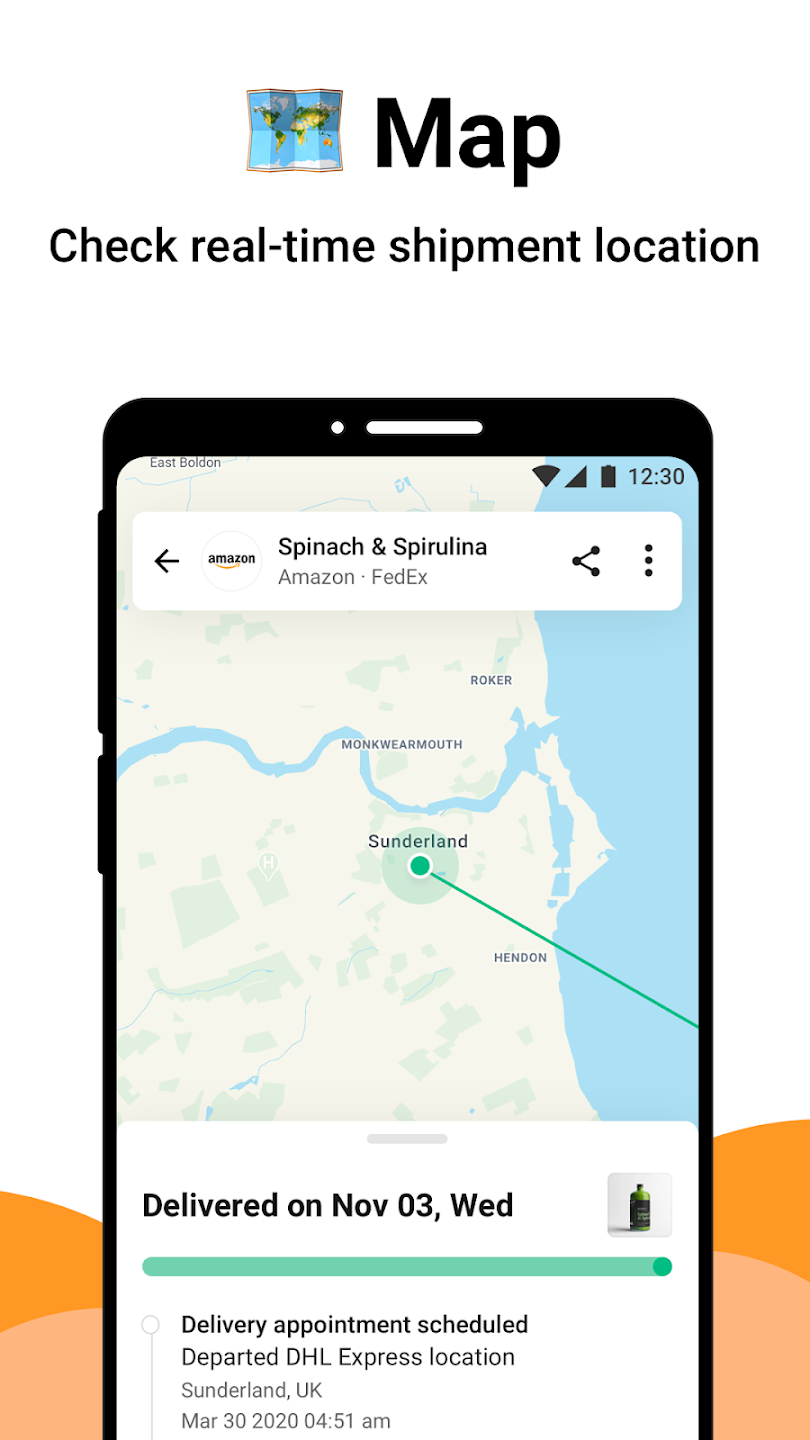 Map
Check real-time shipment location
East Boldon
12:30
amazon
Spinach & Spirulina
Amazon · FedEx
ROKER
MONKWEARMOUTH
Sunderland
H
HENDON
Delivered on Nov 03, Wed
Delivery appointment scheduled
Departed DHL Express location
Sunderland, UK
Mar 30 2020 04:51 am